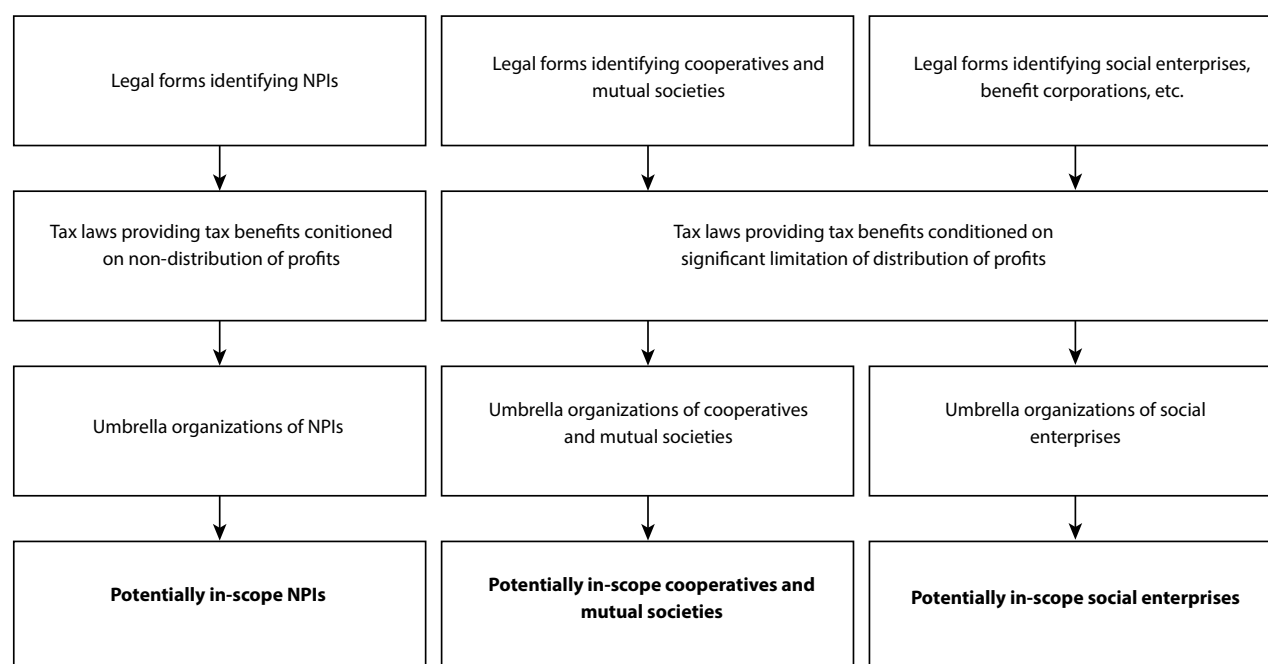 Legal forms identifying NPIs
Legal forms identifying cooperatives and
mutual societies
Legal forms identifying social enterprises,
benefit corporations, etc.
Tax laws providing tax benefits conitioned
on non-distribution of profits
Tax laws providing tax benefits conditioned on
significant limitation of distribution of profits
Umbrella organizations of NPIs
Umbrella organizations of cooperatives
and mutual societies
Umbrella organizations of social
enterprises
Potentially in-scope NPIs
Potentially in-scope cooperatives and
mutual societies
Potentially in-scope social enterprises